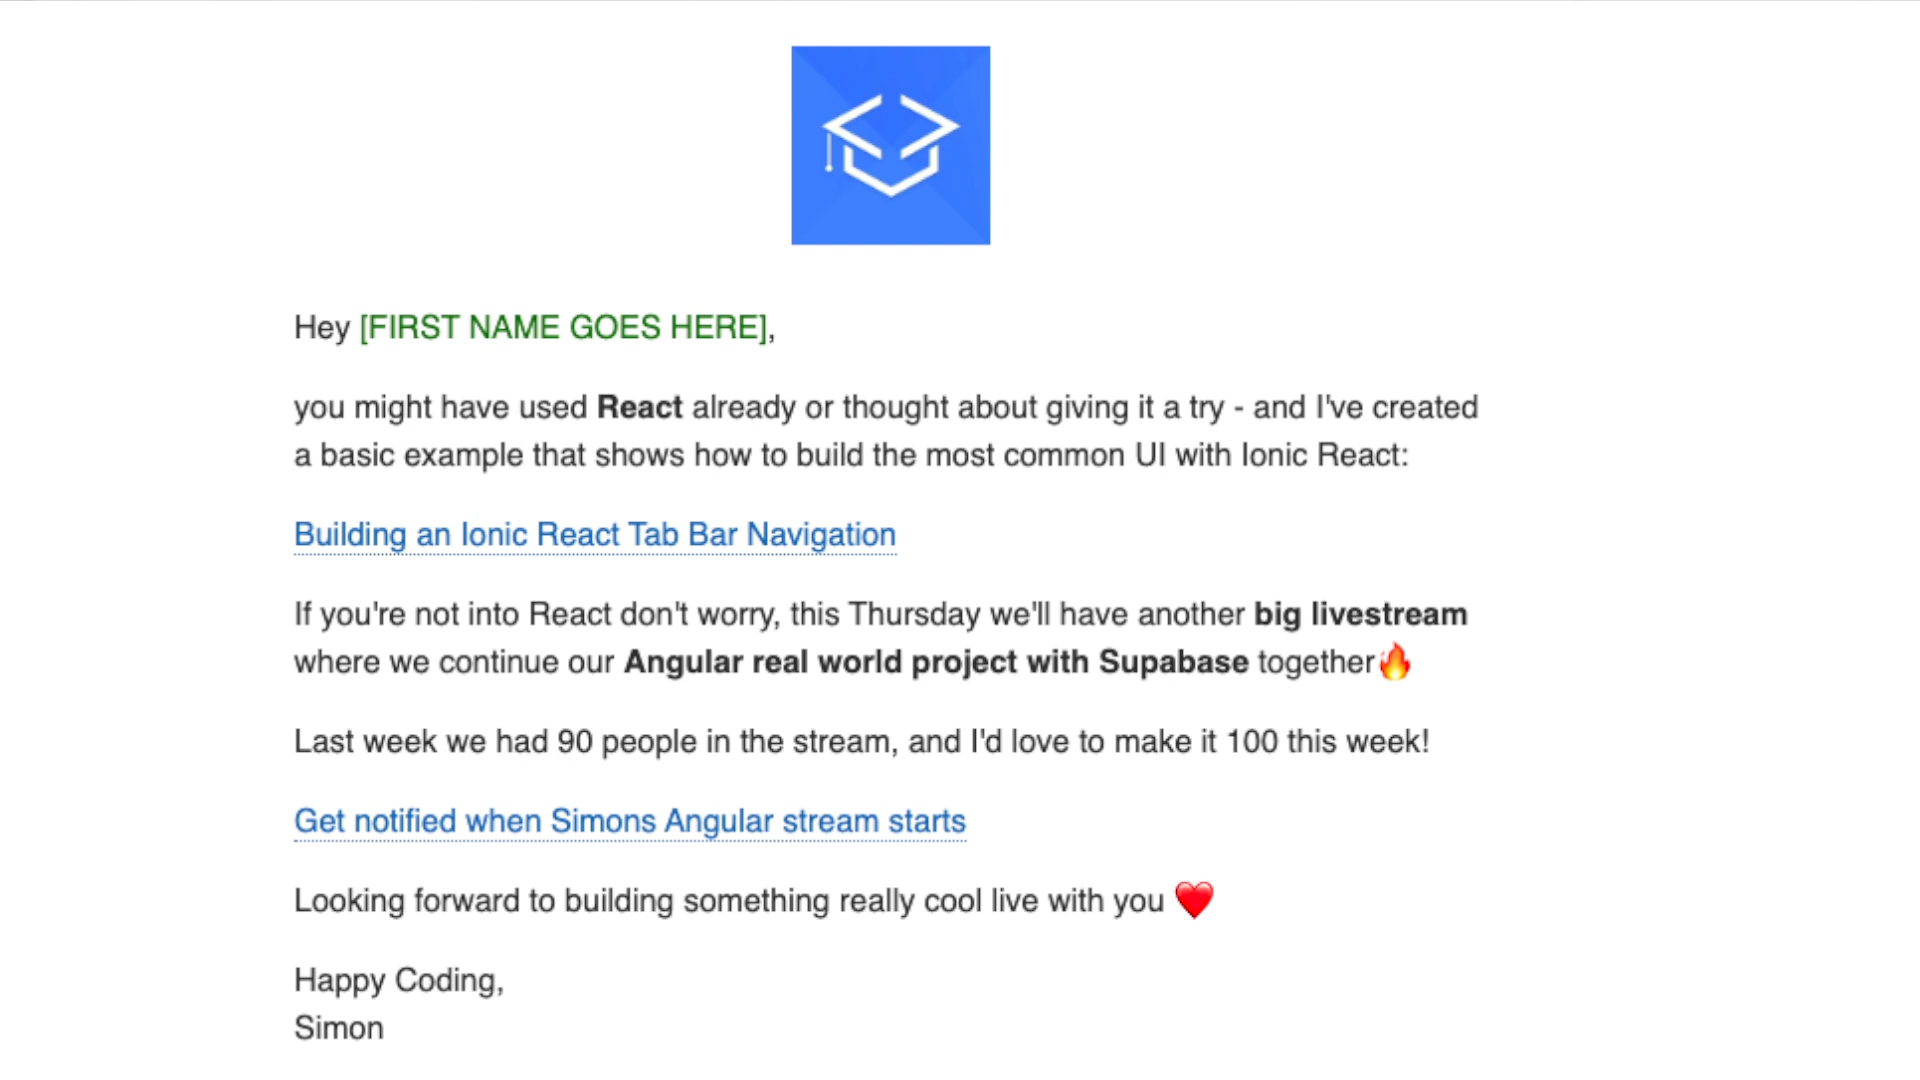 Hey [FIRST NAME GOES HERE],
you might have used React already or thought about giving it a try - and I've created
a basic example that shows how to build the most common UI with Ionic React:
Building an Ionic React Tab Bar Navigation
If you're not into React don't worry, this Thursday we'll have another big livestream
where we continue our Angular real world project with Supabase together🔥
Last week we had 90 people in the stream, and I'd love to make it 100 this week!
Get notified when Simons Angular stream starts
Looking forward to building something really cool live with you ❤️
Happy Coding,
Simon